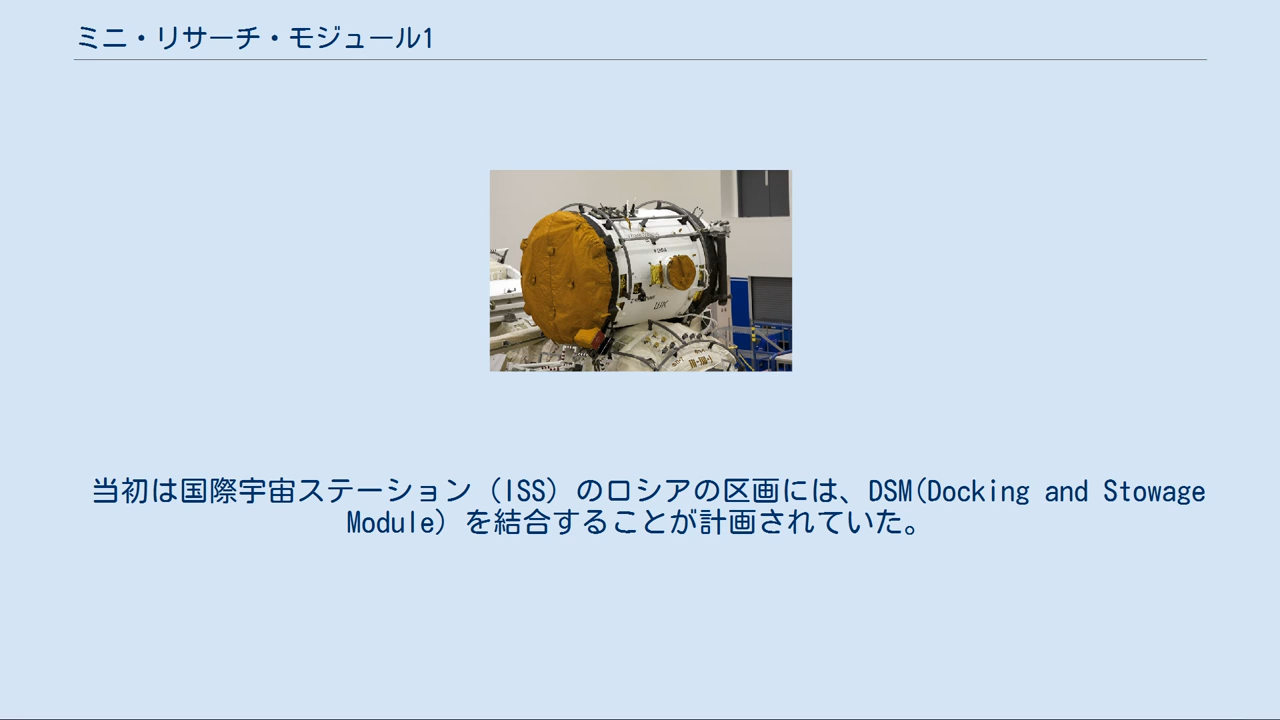 ミニ・リサーチ・モジュール1
当初は国際宇宙ステーション（ISS）のロシアの区画には、DSM(Docking and Stowage
Module) を結合することが計画されていた。